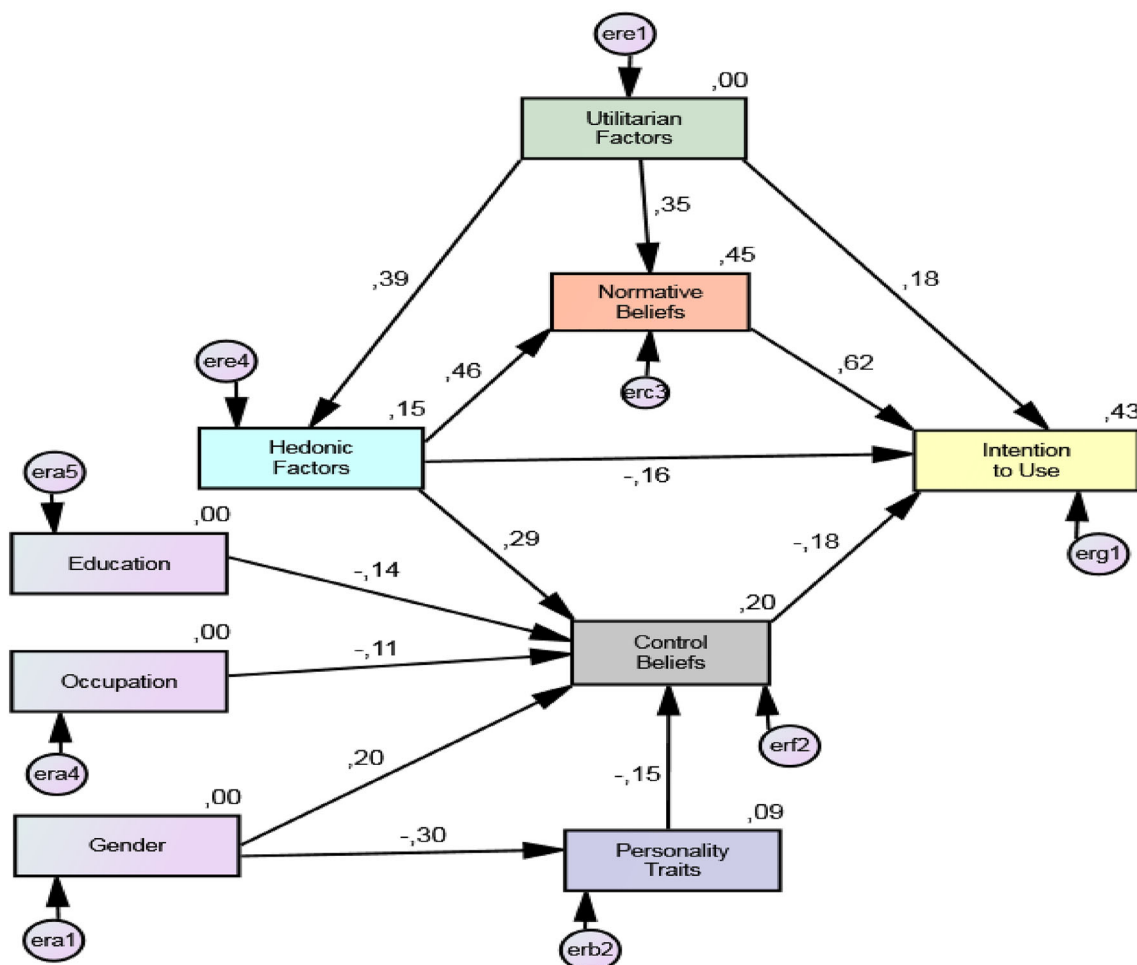 ere1
,00
Utilitarian
Factors
,35
,39
,18
,45
Normative
Beliefs
ere4
,46
,62
erc3
,15
,43
Hedonic
Factors
Intention
to Use
-,16
era5
,00
,29
-,18
erg1
Education
-,14
,20
,00
Control
Beliefs
Occupation
-,11
era4
,20
erf2
-,15
,00
,09
Gender
-,30
Personality
Traits
era1
erb2